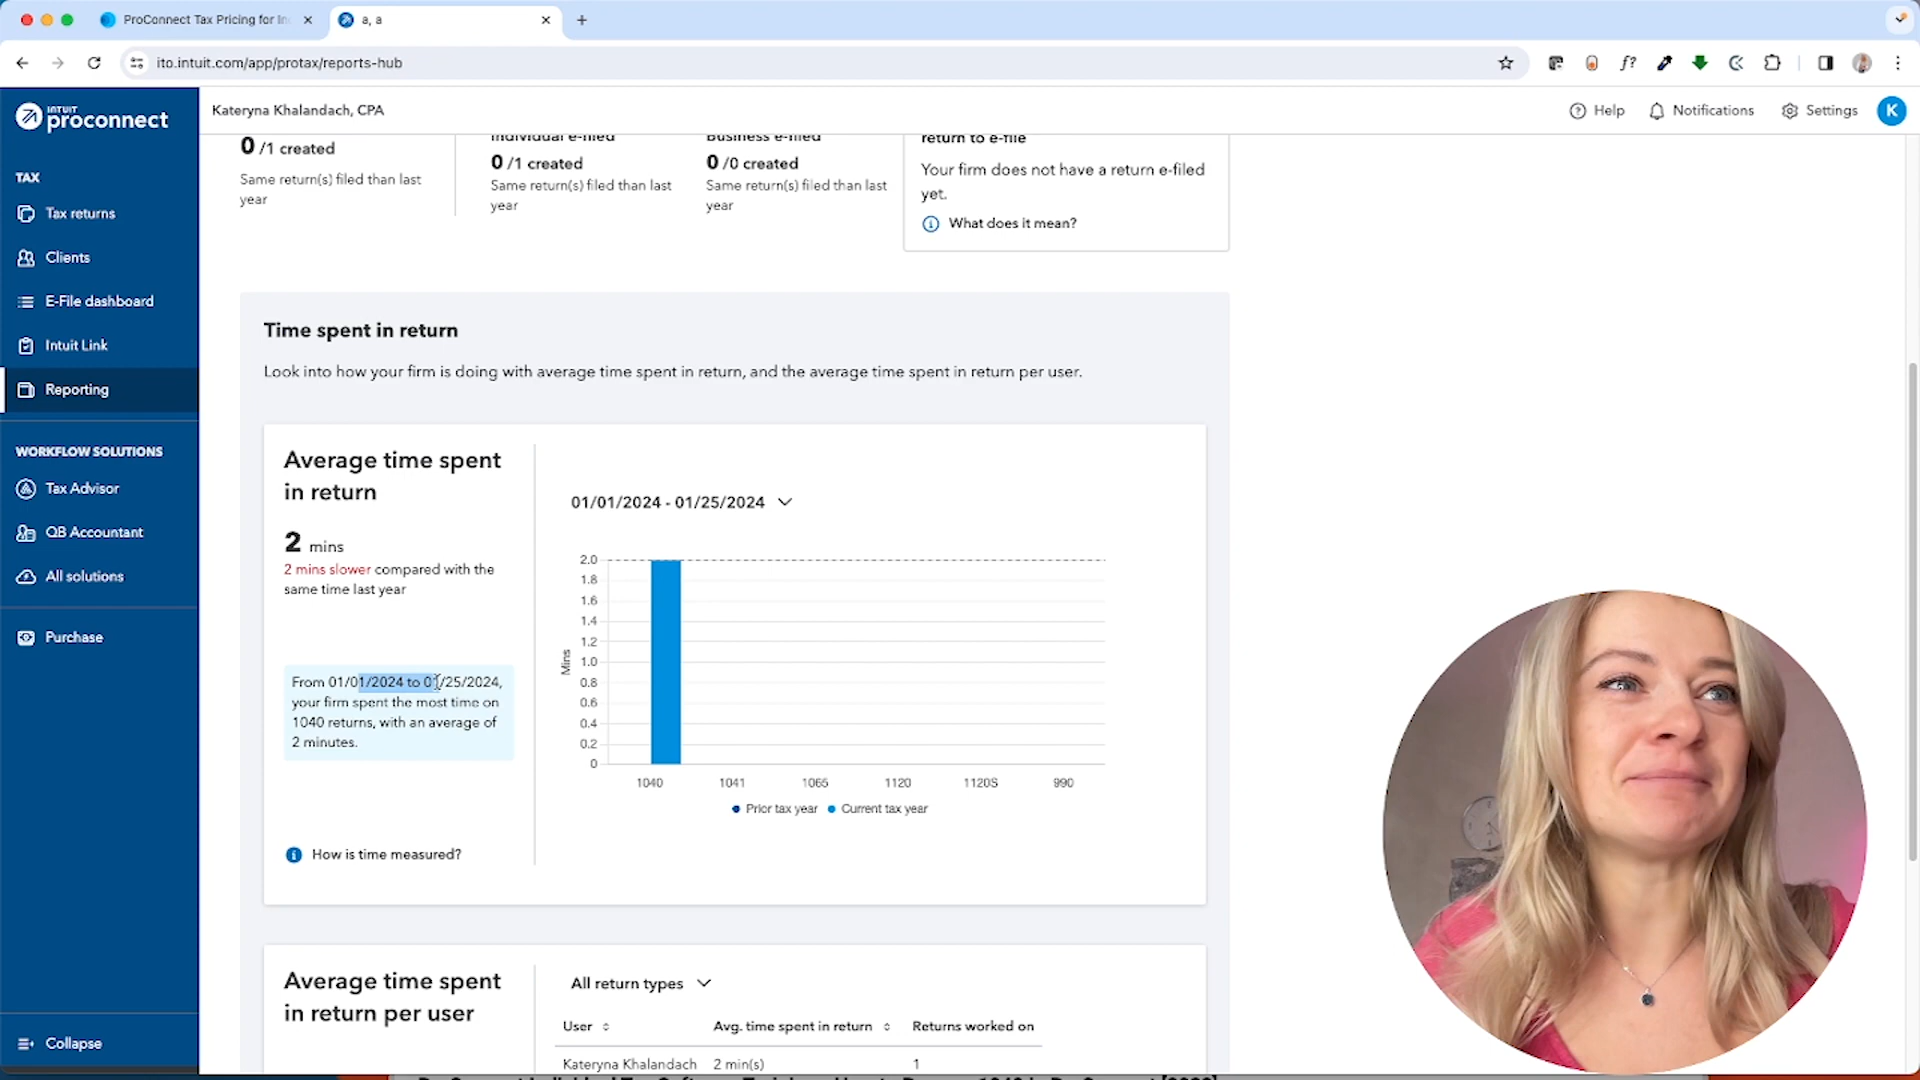 ProConnect Tax Pricing for In
a, a
ito.intuit.com/app/protax/reports-hub
f?
INTUIT
proconnect
Kateryna Khalandach, CPA
Help
Notifications
Settings
K
TAX
Tax returns
Clients
E-File dashboard
Intuit Link
Reporting
WORKFLOW SOLUTIONS
Tax Advisor
QB Accountant
All solutions
Purchase
Collapse
0 /1 created
Same return(s) filed than last
year
Individual e-filed
0 /1 created
Same return(s) filed than last
year
Business e-filed
0 /0 created
Same return(s) filed than last
year
return to e-file
Your firm does not have a return e-filed
yet.
What does it mean?
Time spent in return
Look into how your firm is doing with average time spent in return, and the average time spent in return per user.
Average time spent
in return
2 mins
2 mins slower compared with the
same time last year
From 01/01/2024 to 01/25/2024,
your firm spent the most time on
1040 returns, with an average of
2 minutes.
How is time measured?
01/01/2024 - 01/25/2024
Mins
2.0
1.8
1.6
1.4
1.2
1.0
0.8
0.6
0.4
0.2
0
1040 1041 1065 1120 1120S 990
Prior tax year Current tax year
Average time spent
in return per user
All return types
User Avg. time spent in return Returns worked on
Kateryna Khalandach 2 min(s) 1